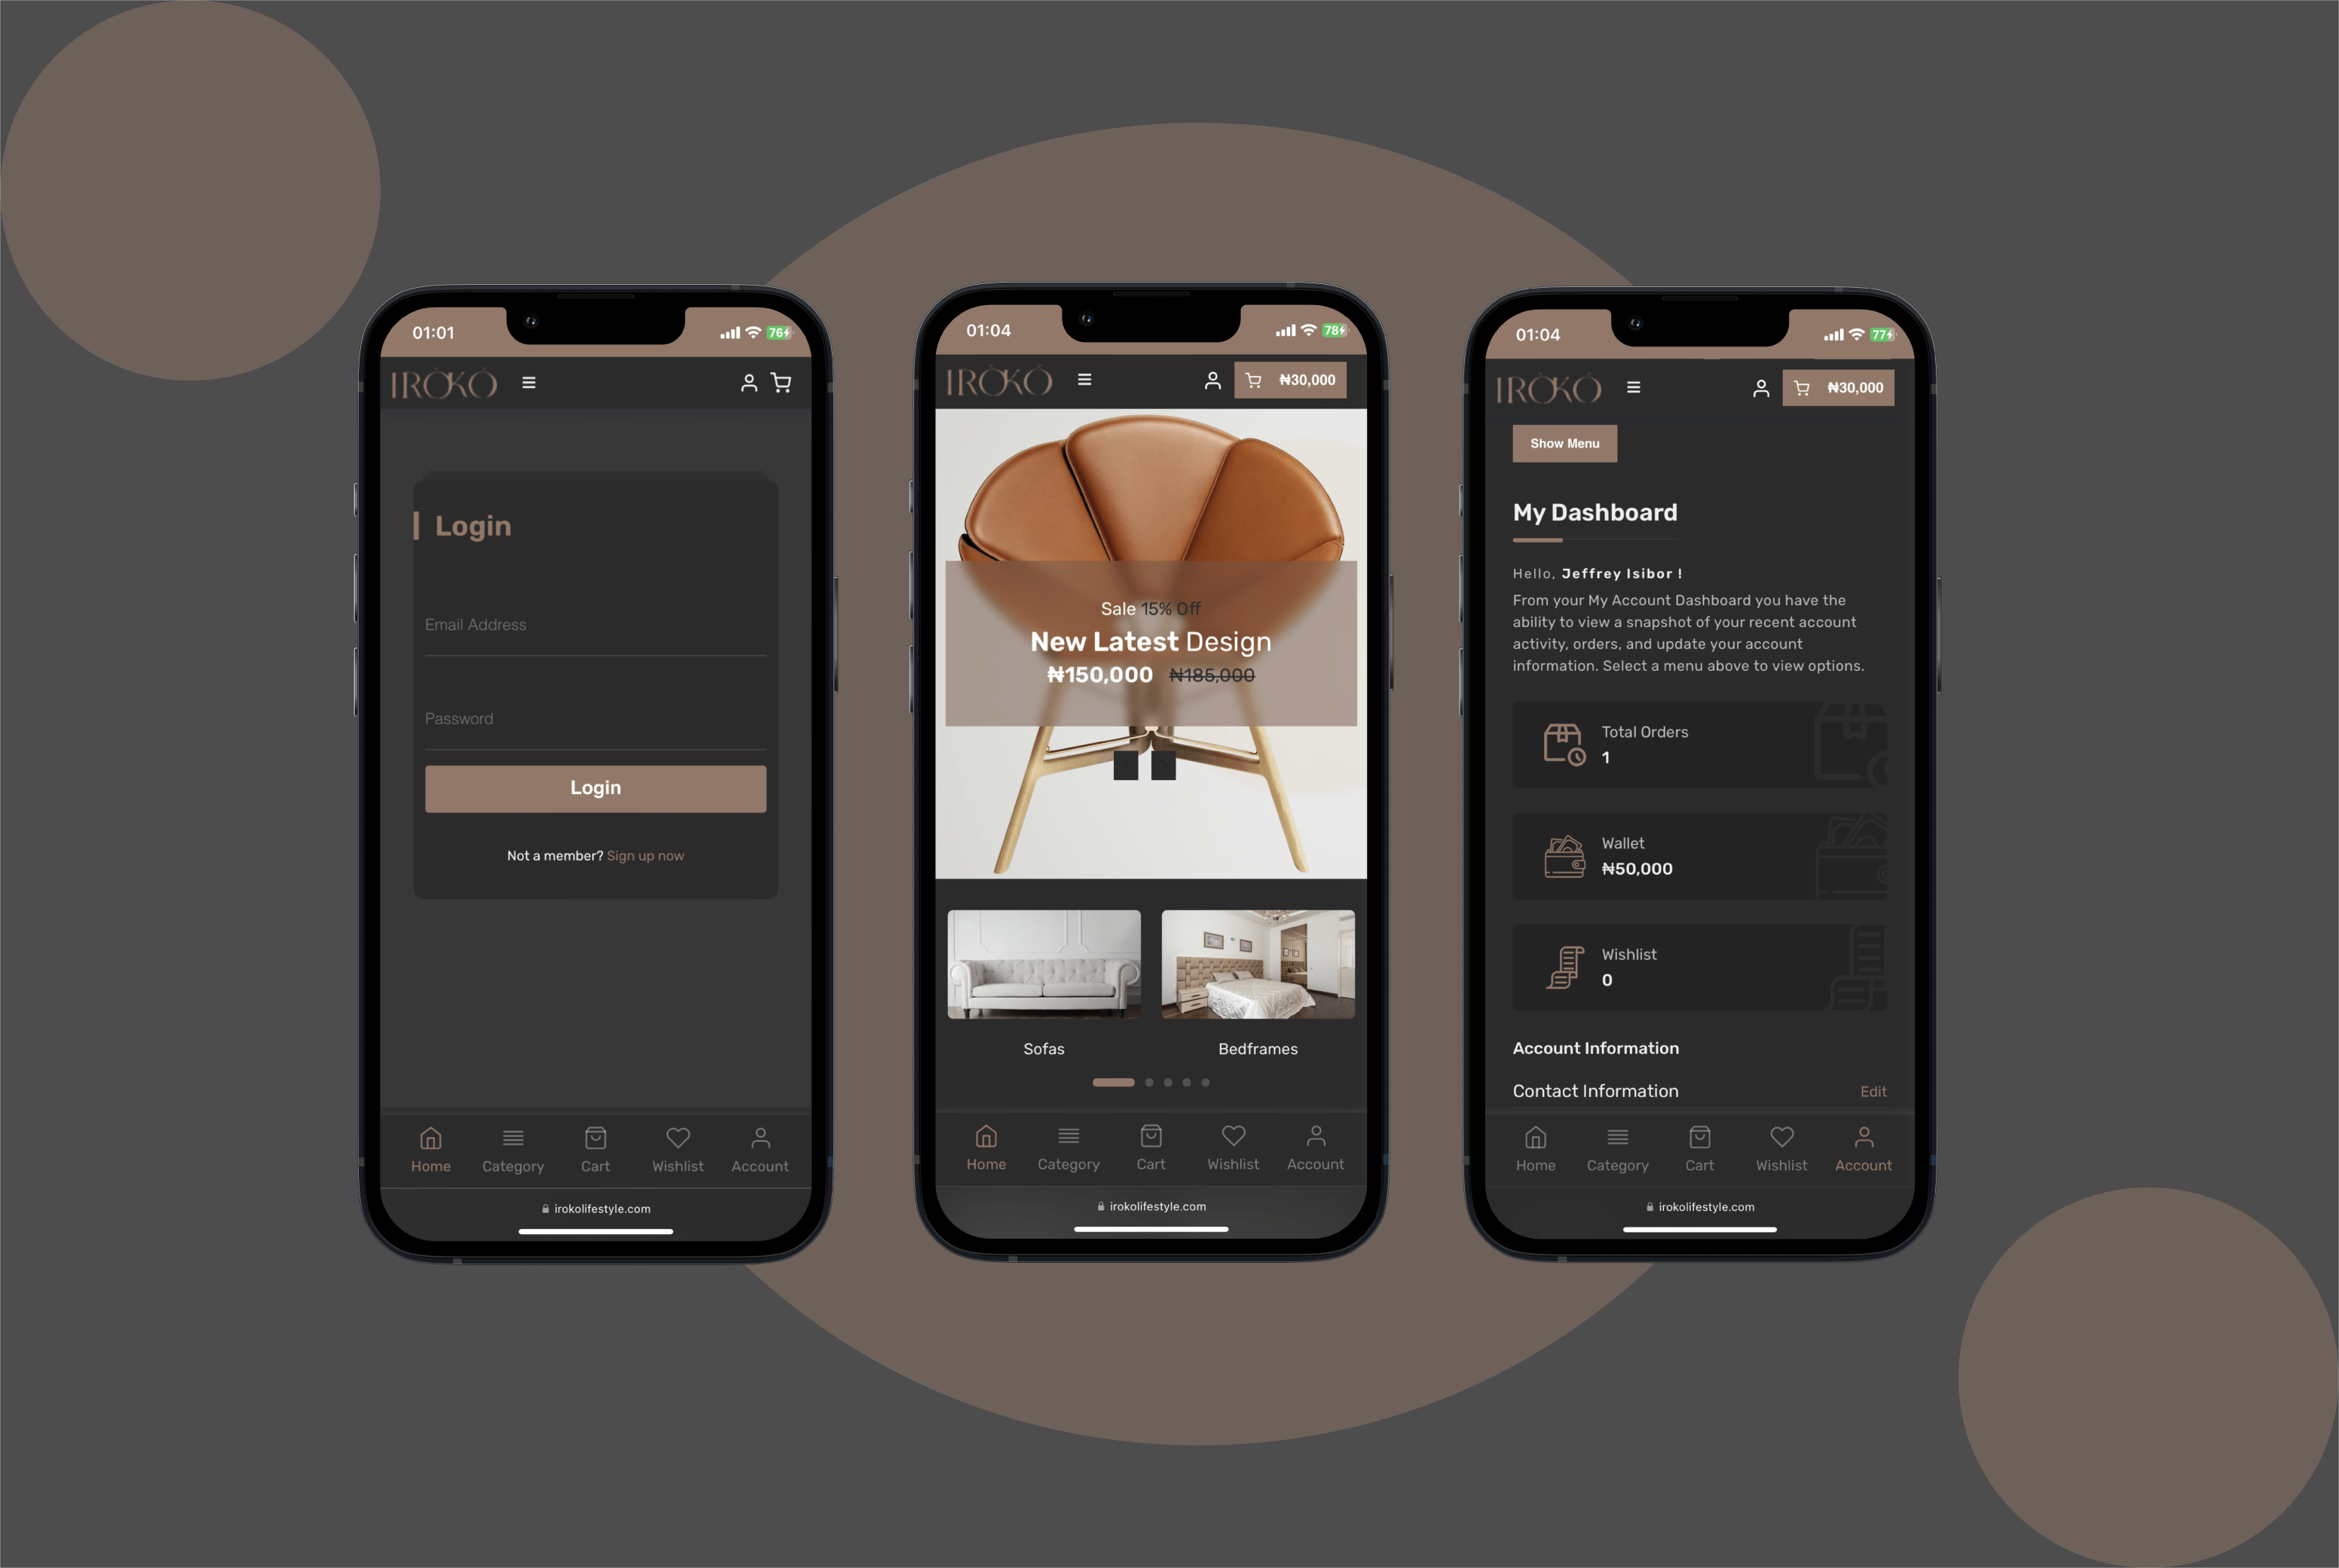 01:01
76
IRÒKÓ
Login
Email Address
Password
Login
Not a member? Sign up now
Home Category Cart Wishlist Account
irokolifestyle.com
01:04
78
IRÒKÓ
₦30,000
Sale 15% Off
New Latest Design
₦150,000 ₦185,000
Sofas Bedframes
Home Category Cart Wishlist Account
irokolifestyle.com
01:04
77
IRÒKÓ
₦30,000
Show Menu
My Dashboard
Hello, Jeffrey Isibor !
From your My Account Dashboard you have the
ability to view a snapshot of your recent account
activity, orders, and update your account
information. Select a menu above to view options.
Total Orders
1
Wallet
₦50,000
Wishlist
0
Account Information
Contact Information Edit
Home Category Cart Wishlist Account
irokolifestyle.com